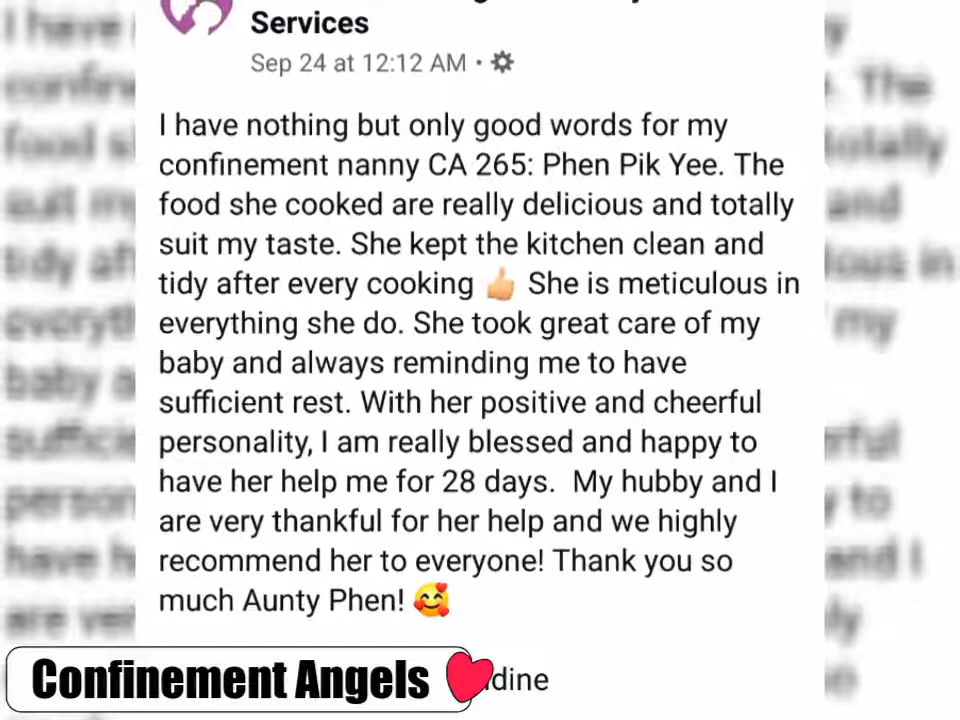 Services
Sep 24 at 12:12 AM ·
I have nothing but only good words for my
confinement nanny CA 265: Phen Pik Yee. The
food she cooked are really delicious and totally
suit my taste. She kept the kitchen clean and
tidy after every cooking 👍 She is meticulous in
everything she do. She took great care of my
baby and always reminding me to have
sufficient rest. With her positive and cheerful
personality, I am really blessed and happy to
have her help me for 28 days.  My hubby and I
are very thankful for her help and we highly
recommend her to everyone! Thank you so
much Aunty Phen! 🥰
Confinement Angels